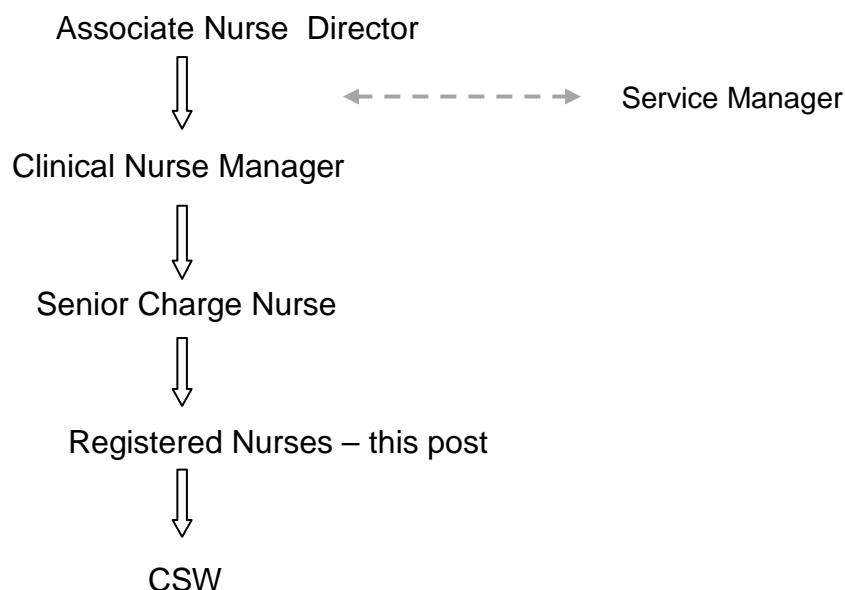 Associate Nurse  Director
Service Manager
Clinical Nurse Manager
Senior Charge Nurse
Registered Nurses – this post
CSW